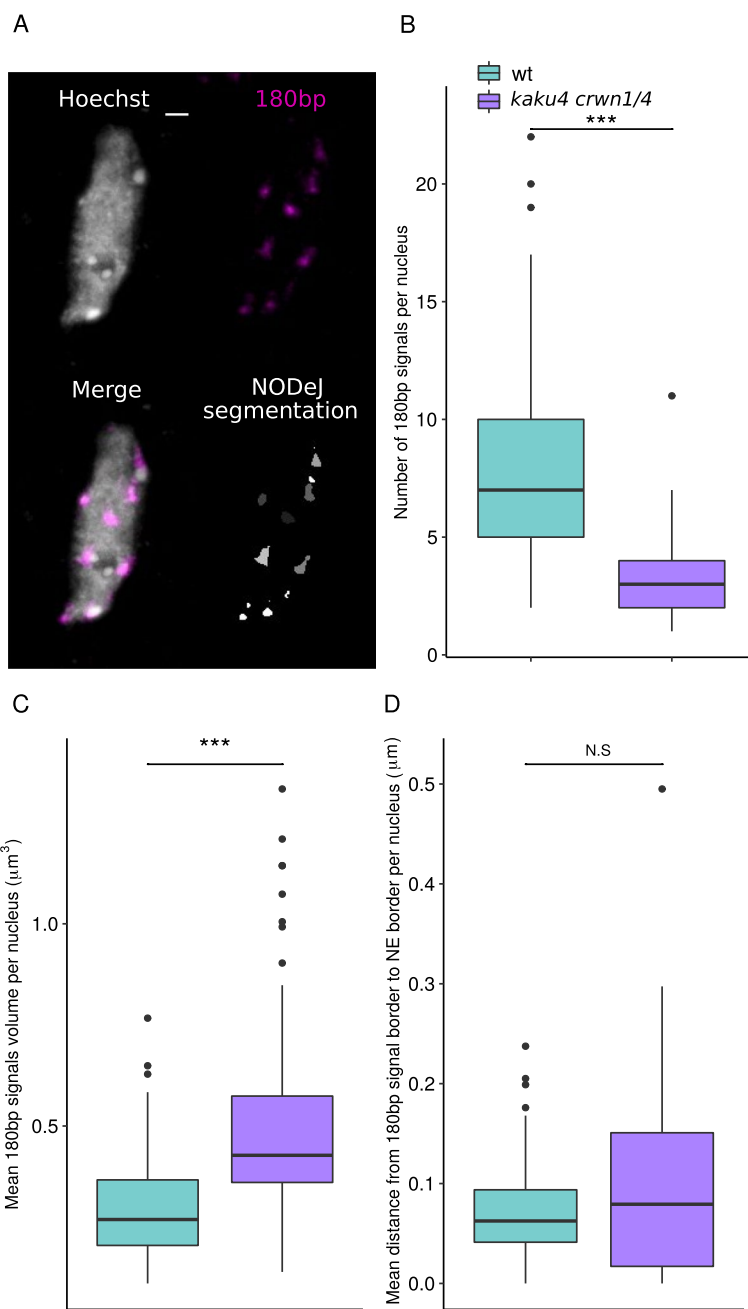 A
Hoechst
180bp
Merge
NODeJ
segmentation
B
wt
kaku4 crwn1/4
***
Number of 180bp signals per nucleus
20
15
10
5
0
C
***
Mean 180bp signals volume per nucleus (μm³)
1.0
0.5
D
N.S
Mean distance from 180bp signal border to NE border per nucleus (μm)
0.5
0.4
0.3
0.2
0.1
0.0